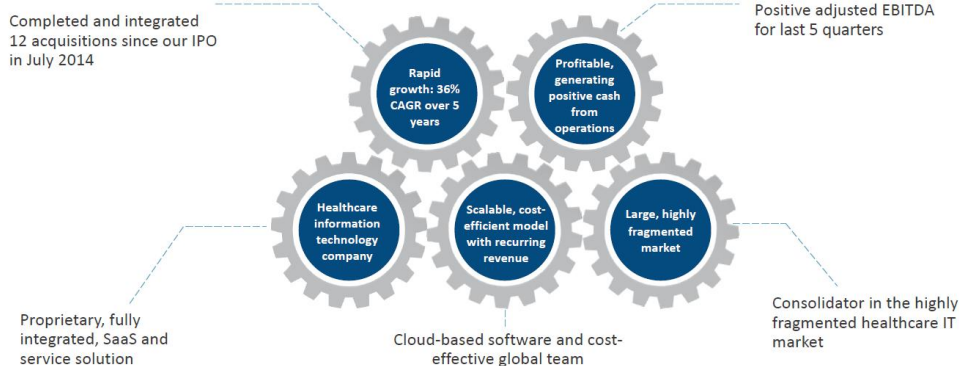 Completed and integrated
12 acquisitions since our IPO
in July 2014
Positive adjusted EBITDA
for last 5 quarters
Rapid
growth: 36%
CAGR over 5
years
Profitable,
generating
positive cash
from
operations
Healthcare
information
technology
company
Scalable, cost-
efficient model
with recurring
revenue
Large, highly
fragmented
market
Proprietary, fully
integrated, SaaS and
service solution
Cloud-based software and cost-
effective global team
Consolidator in the highly
fragmented healthcare IT
market